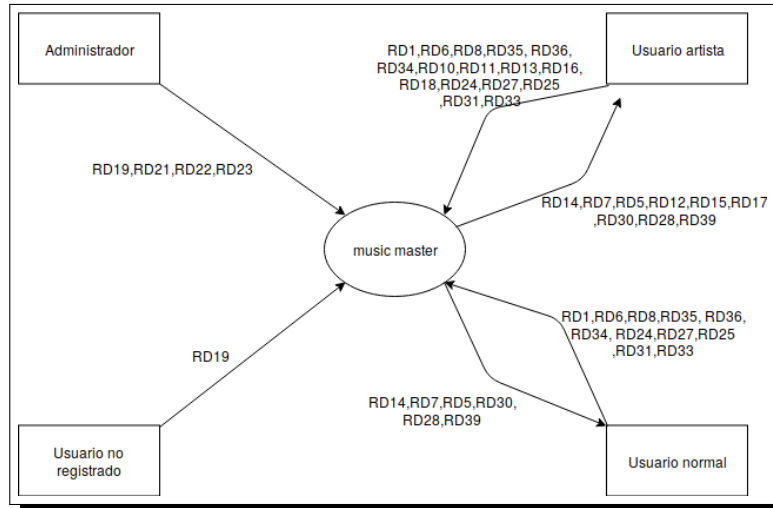 Administrador
RD1,RD6,RD8,RD35, RD36,
RD34,RD10,RD11,RD13,RD16,
RD18,RD24,RD27,RD25
,RD31,RD33
Usuario artista
RD19,RD21,RD22,RD23
RD14,RD7,RD5,RD12,RD15,RD17
,RD30,RD28,RD39
music master
RD1,RD6,RD8,RD35, RD36,
RD34, RD24,RD27,RD25
,RD31,RD33
RD19
RD14,RD7,RD5,RD30,
RD28,RD39
Usuario no
registrado
Usuario normal